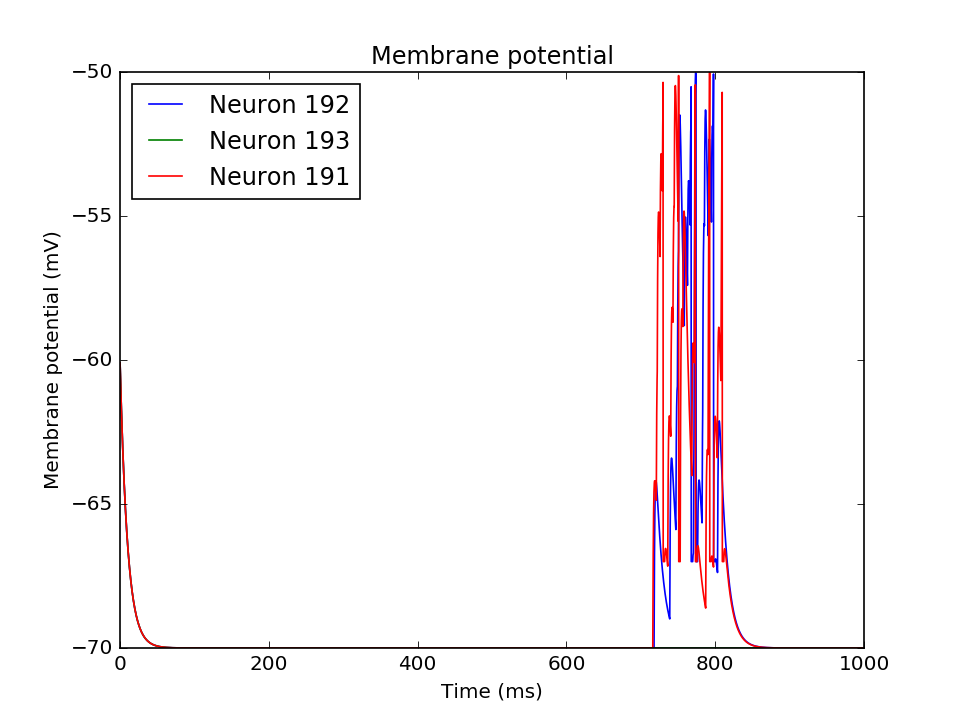 Membrane potential
Neuron 192
Neuron 193
Neuron 191
Membrane potential (mV)
−50
−55
−60
−65
−70
0 200 400 600 800 1000
Time (ms)